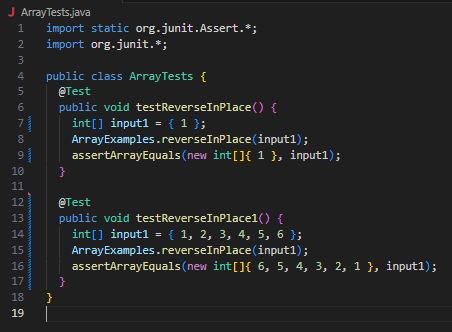 J ArrayTests.java
1 import static org.junit.Assert.*;
2 import org.junit.*;
3
4 public class ArrayTests {
5   @Test
6   public void testReverseInPlace() {
7     int[] input1 = { 1 };
8     ArrayExamples.reverseInPlace(input1);
9     assertArrayEquals(new int[]{ 1 }, input1);
10   }
11
12   @Test
13   public void testReverseInPlace1() {
14     int[] input1 = { 1, 2, 3, 4, 5, 6 };
15     ArrayExamples.reverseInPlace(input1);
16     assertArrayEquals(new int[]{ 6, 5, 4, 3, 2, 1 }, input1);
17   }
18 }
19